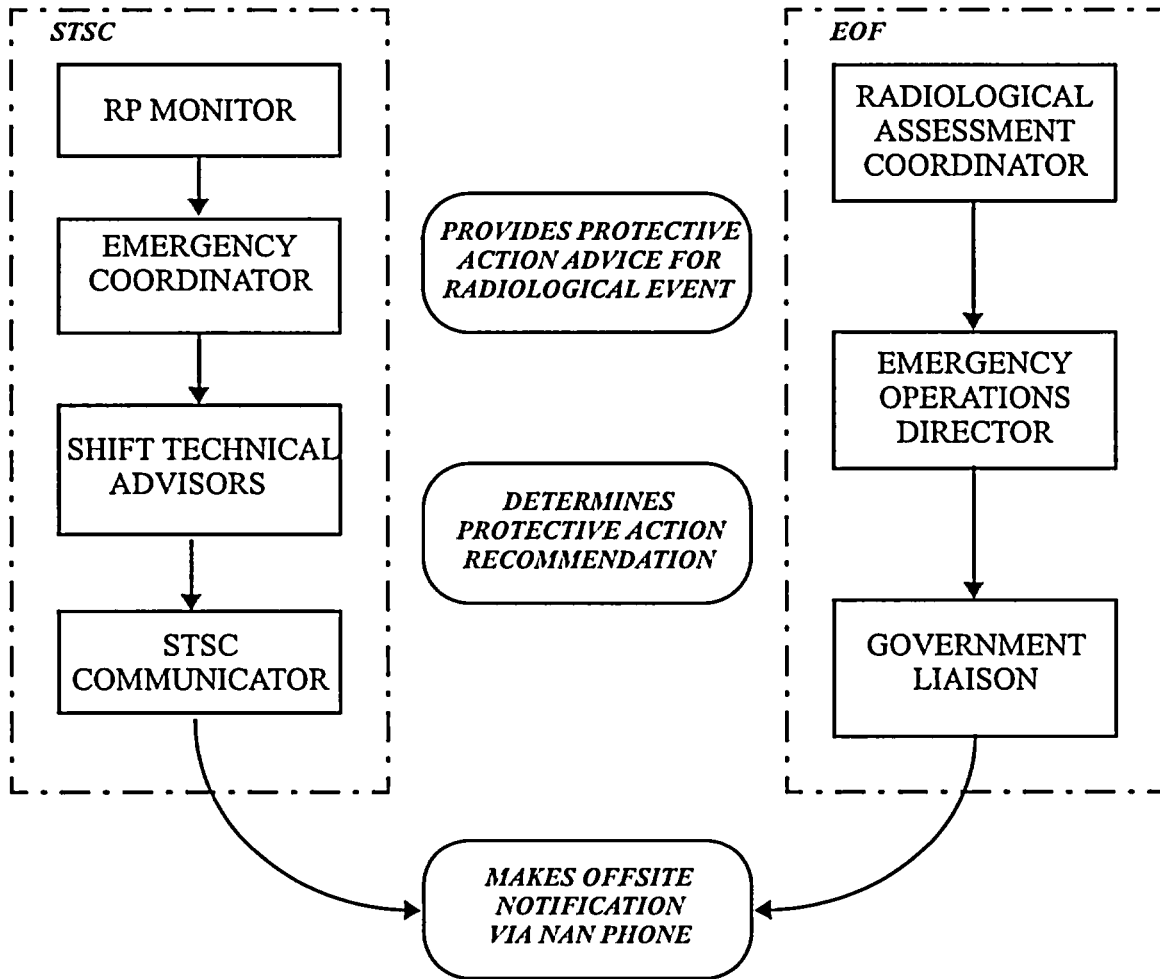 STSC
RP MONITOR
EMERGENCY
COORDINATOR
SHIFT TECHNICAL
ADVISORS
STSC
COMMUNICATOR
PROVIDES PROTECTIVE
ACTION ADVICE FOR
RADIOLOGICAL EVENT
DETERMINES
PROTECTIVE ACTION
RECOMMENDATION
MAKES OFFSITE
NOTIFICATION
VIA NAN PHONE
EOF
RADIOLOGICAL
ASSESSMENT
COORDINATOR
EMERGENCY
OPERATIONS
DIRECTOR
GOVERNMENT
LIAISON